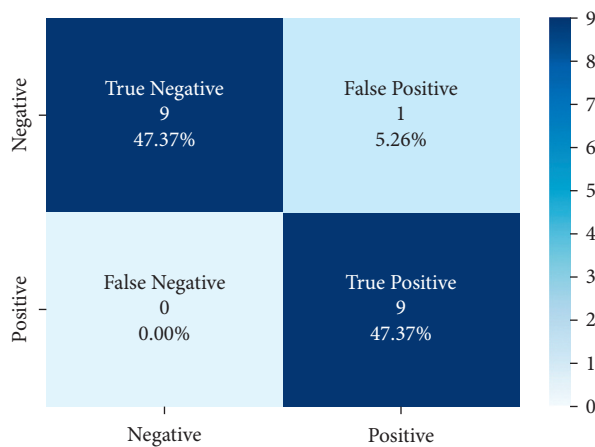 Negative
True Negative
9
47.37%
False Positive
1
5.26%
Positive
False Negative
0
0.00%
True Positive
9
47.37%
Negative
Positive
9
8
7
6
5
4
3
2
1
0